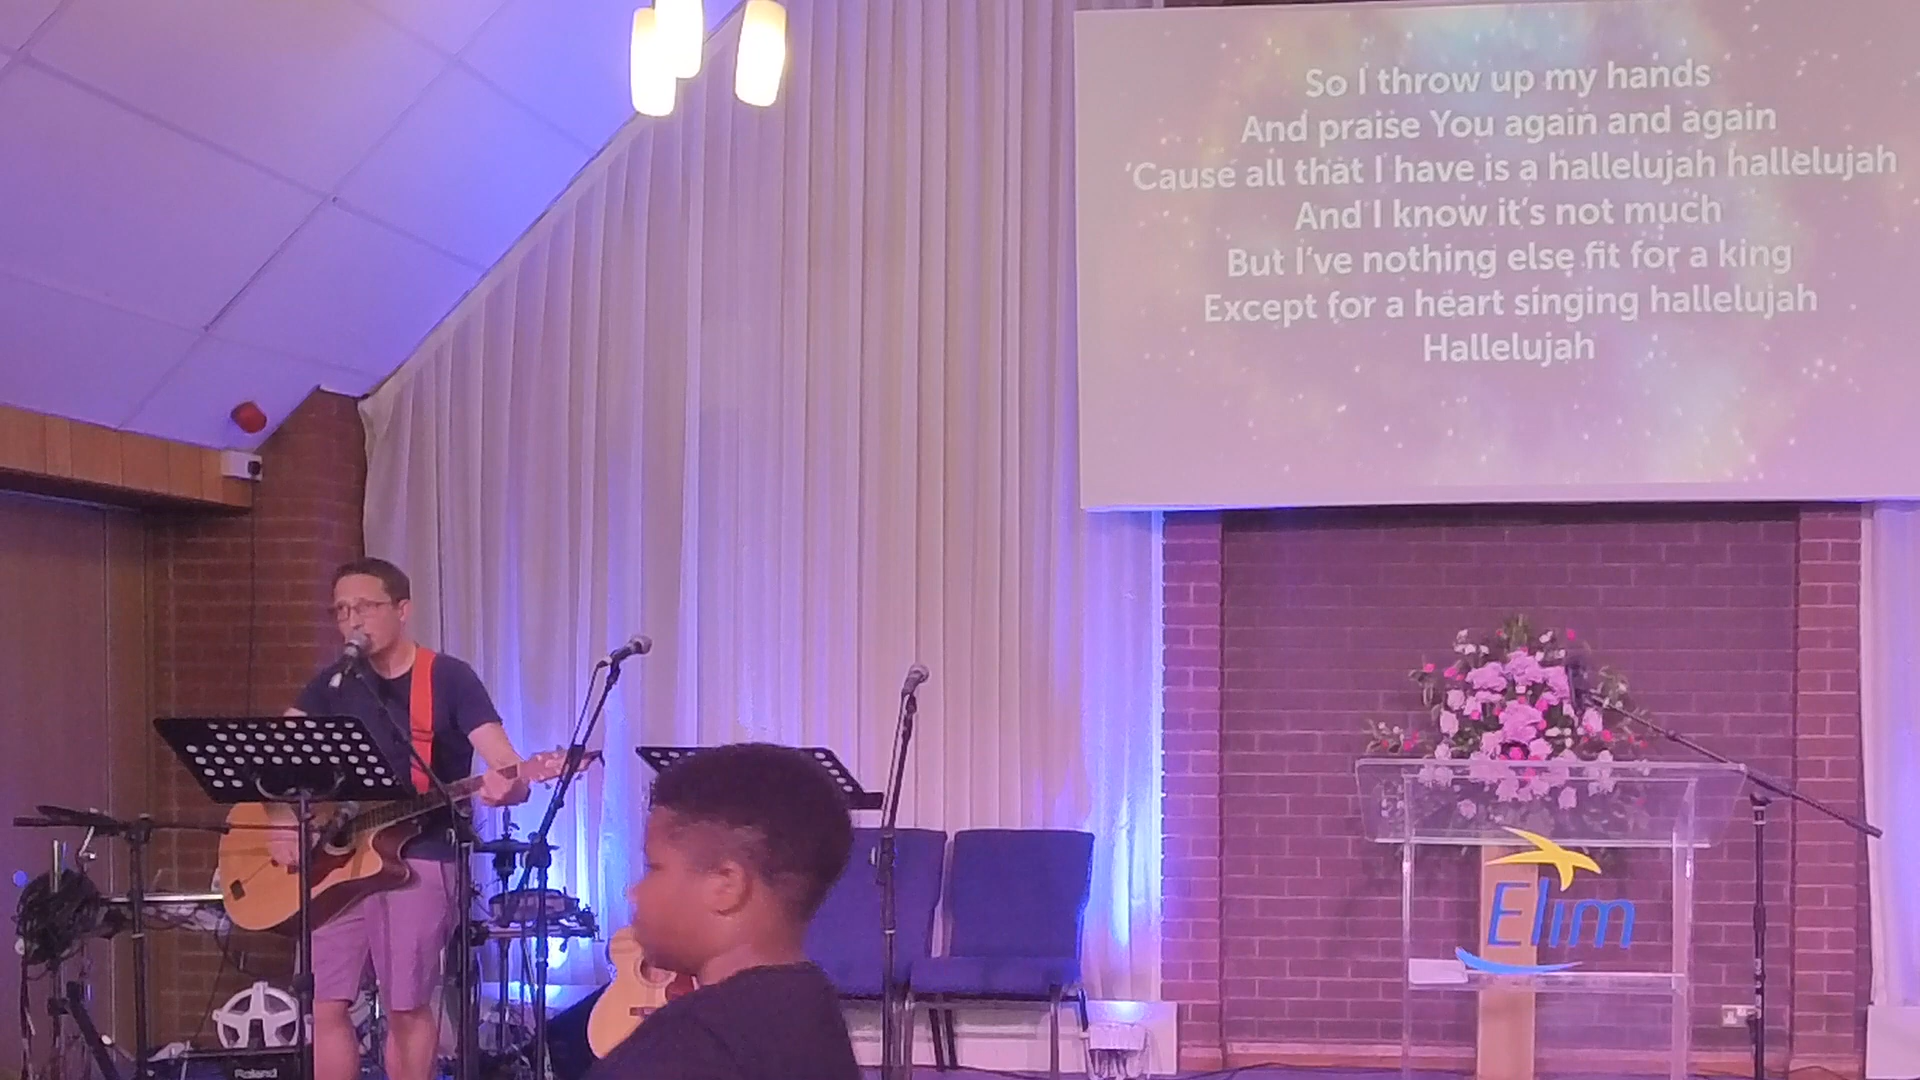 So I throw up my hands
And praise You again and again
'Cause all that I have is a hallelujah hallelujah
And I know it's not much
But I've nothing else fit for a king
Except for a heart singing hallelujah
Hallelujah
Elim
Roland